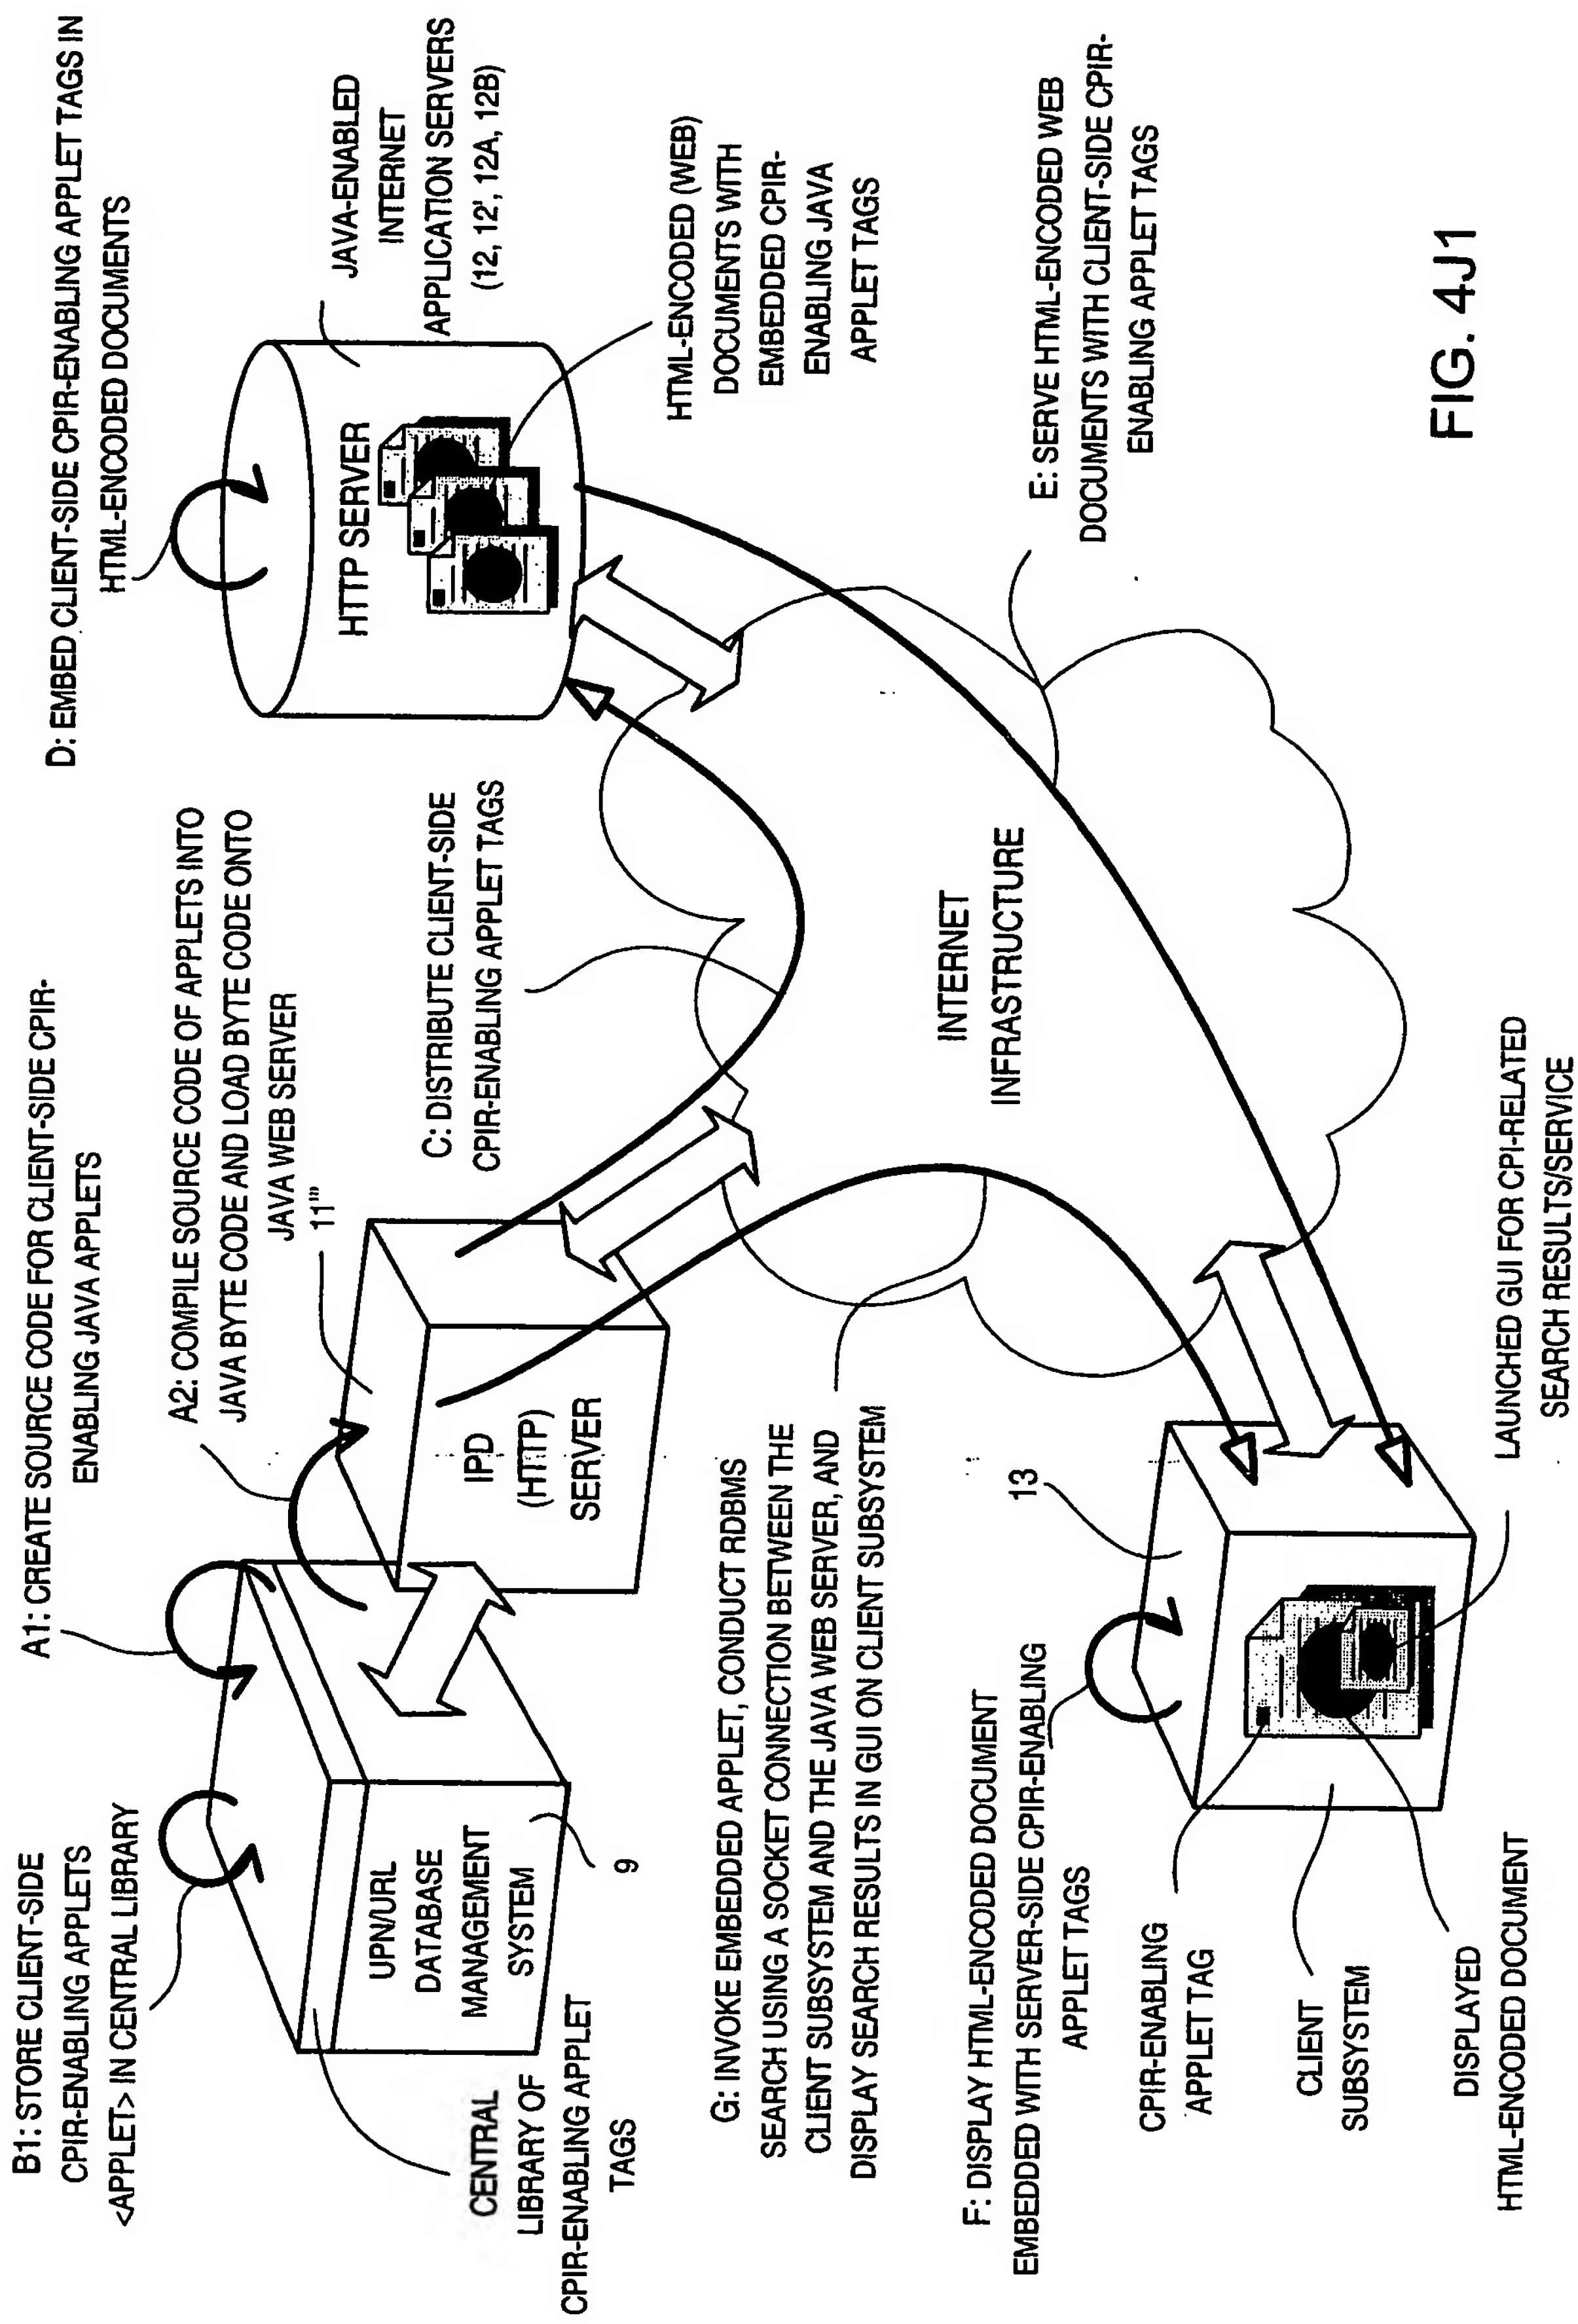 B1: STORE CLIENT-SIDE
CPIR-ENABLING APPLETS
<APPLET> IN CENTRAL LIBRARY
A1: CREATE SOURCE CODE FOR CLIENT-SIDE CPIR-
ENABLING JAVA APPLETS
A2: COMPILE SOURCE CODE OF APPLETS INTO
JAVA BYTE CODE AND LOAD BYTE CODE ONTO
JAVA WEB SERVER
11'''
D: EMBED CLIENT-SIDE CPIR-ENABLING APPLET TAGS IN
HTML-ENCODED DOCUMENTS
JAVA-ENABLED
INTERNET
APPLICATION SERVERS
(12, 12', 12A, 12B)
HTTP SERVER
HTML-ENCODED (WEB)
DOCUMENTS WITH
EMBEDDED CPIR-
ENABLING JAVA
APPLET TAGS
C: DISTRIBUTE CLIENT-SIDE
CPIR-ENABLING APPLET TAGS
IPD
(HTTP)
SERVER
UPN/URL
DATABASE
MANAGEMENT
SYSTEM
9
CENTRAL
LIBRARY OF
CPIR-ENABLING APPLET
TAGS
G: INVOKE EMBEDDED APPLET, CONDUCT RDBMS
SEARCH USING A SOCKET CONNECTION BETWEEN THE
CLIENT SUBSYSTEM AND THE JAVA WEB SERVER, AND
DISPLAY SEARCH RESULTS IN GUI ON CLIENT SUBSYSTEM
INTERNET
INFRASTRUCTURE
E: SERVE HTML-ENCODED WEB
DOCUMENTS WITH CLIENT-SIDE CPIR-
ENABLING APPLET TAGS
F: DISPLAY HTML-ENCODED DOCUMENT
EMBEDDED WITH SERVER-SIDE CPIR-ENABLING
APPLET TAGS
13
CPIR-ENABLING
APPLET TAG
CLIENT
SUBSYSTEM
DISPLAYED
HTML-ENCODED DOCUMENT
LAUNCHED GUI FOR CPI-RELATED
SEARCH RESULTS/SERVICE
FIG. 4J1